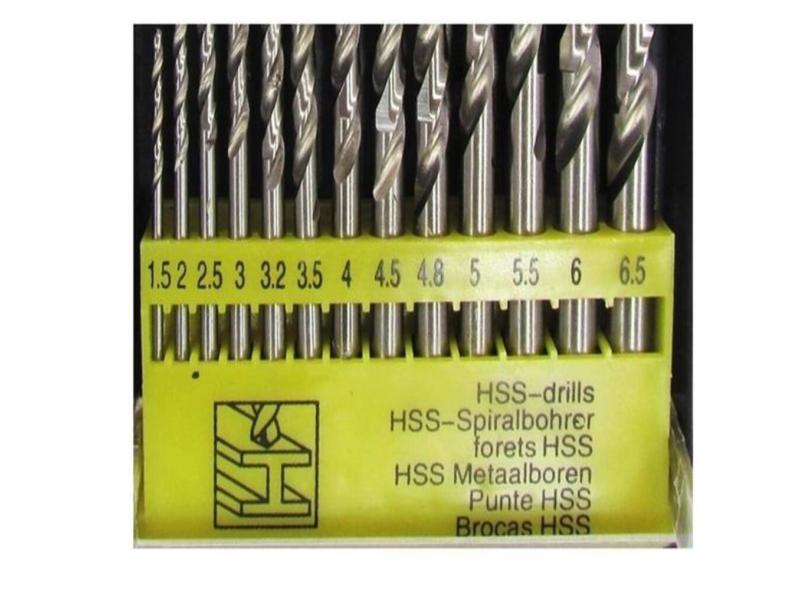 1.5 2 2.5 3 3.2 3.5 4 4.5 4.8 5 5.5 6 6.5
HSS-drills
HSS-Spiralbohrer
forets HSS
HSS Metaalboren
Punte HSS
Brocas HSS